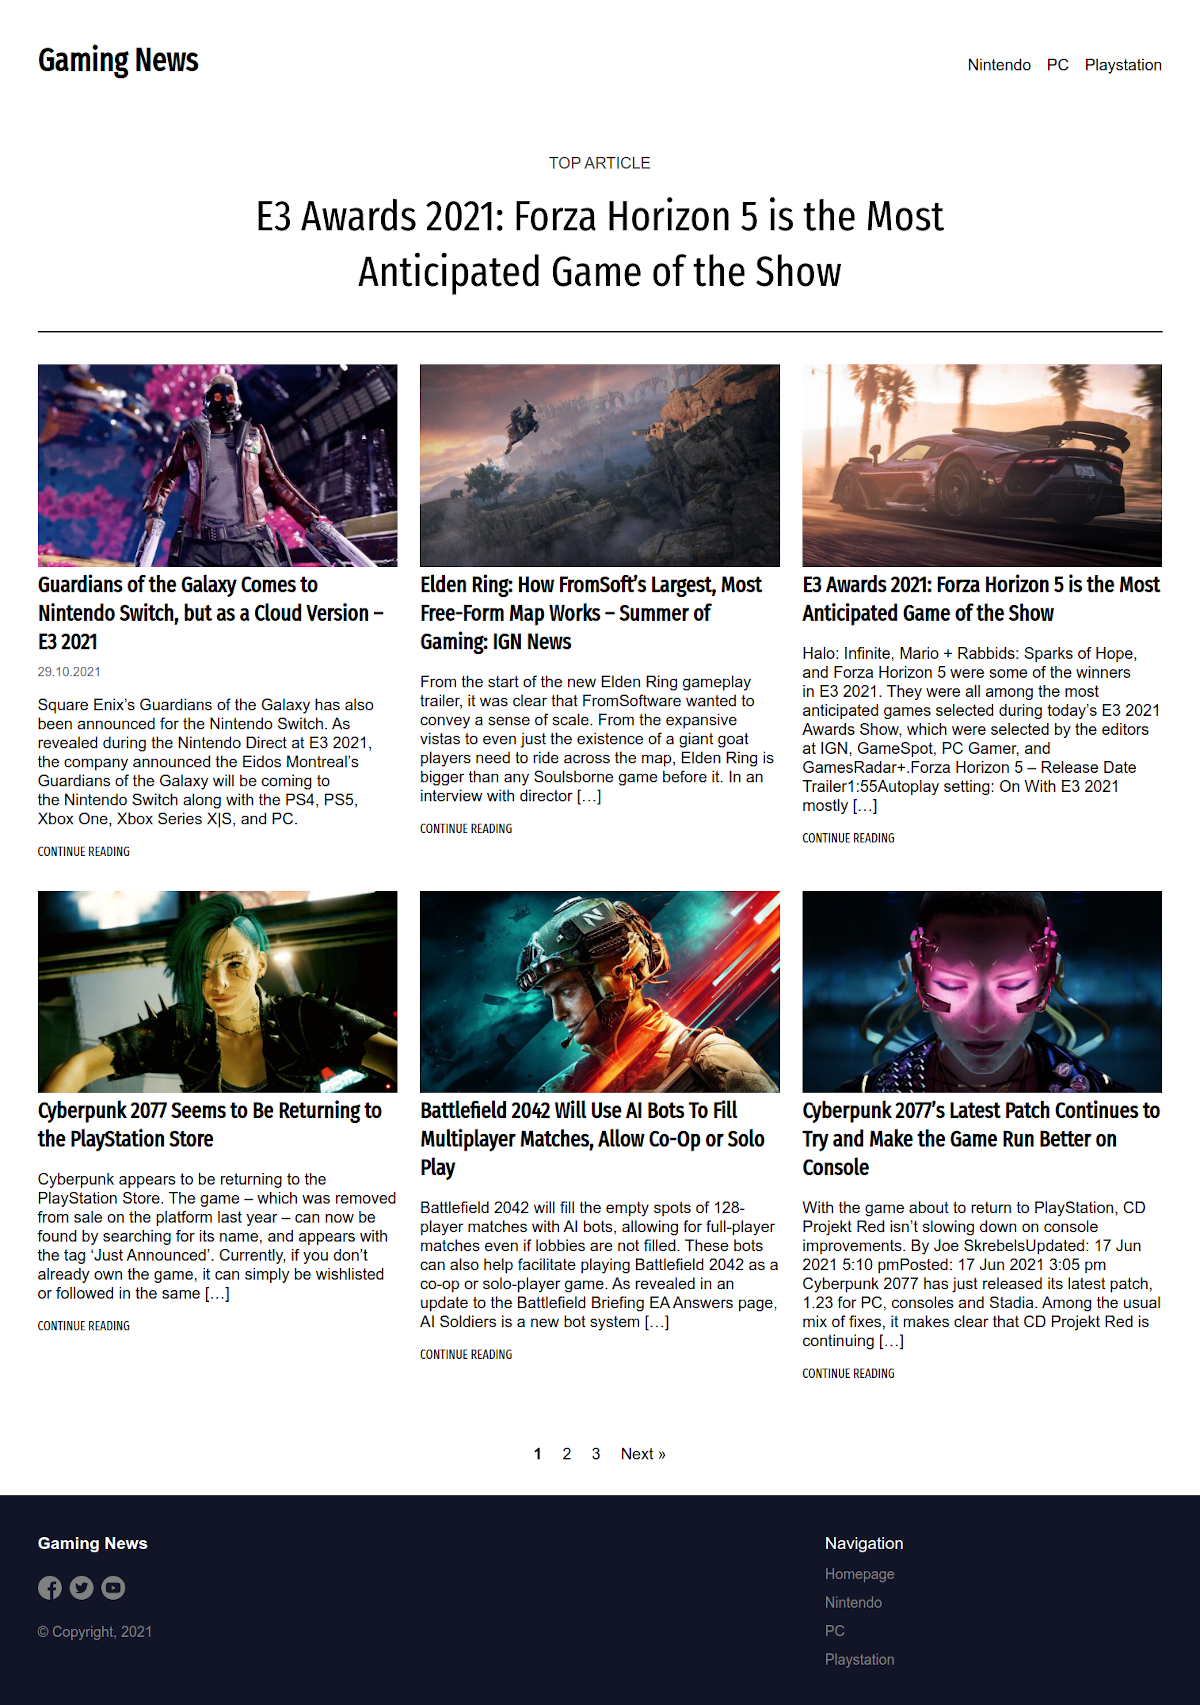 Gaming News
Nintendo PC Playstation
TOP ARTICLE
E3 Awards 2021: Forza Horizon 5 is the Most
Anticipated Game of the Show
Guardians of the Galaxy Comes to
Nintendo Switch, but as a Cloud Version –
E3 2021
29.10.2021
Square Enix’s Guardians of the Galaxy has also
been announced for the Nintendo Switch. As
revealed during the Nintendo Direct at E3 2021,
the company announced the Eidos Montreal’s
Guardians of the Galaxy will be coming to
the Nintendo Switch along with the PS4, PS5,
Xbox One, Xbox Series X|S, and PC.
CONTINUE READING
Elden Ring: How FromSoft’s Largest, Most
Free-Form Map Works – Summer of
Gaming: IGN News
From the start of the new Elden Ring gameplay
trailer, it was clear that FromSoftware wanted to
convey a sense of scale. From the expansive
vistas to even just the existence of a giant goat
players need to ride across the map, Elden Ring is
bigger than any Soulsborne game before it. In an
interview with director […]
CONTINUE READING
E3 Awards 2021: Forza Horizon 5 is the Most
Anticipated Game of the Show
Halo: Infinite, Mario + Rabbids: Sparks of Hope,
and Forza Horizon 5 were some of the winners
in E3 2021. They were all among the most
anticipated games selected during today’s E3 2021
Awards Show, which were selected by the editors
at IGN, GameSpot, PC Gamer, and
GamesRadar+.Forza Horizon 5 – Release Date
Trailer1:55Autoplay setting: On With E3 2021
mostly […]
CONTINUE READING
Cyberpunk 2077 Seems to Be Returning to
the PlayStation Store
Cyberpunk appears to be returning to the
PlayStation Store. The game – which was removed
from sale on the platform last year – can now be
found by searching for its name, and appears with
the tag ‘Just Announced’. Currently, if you don’t
already own the game, it can simply be wishlisted
or followed in the same […]
CONTINUE READING
Battlefield 2042 Will Use AI Bots To Fill
Multiplayer Matches, Allow Co-Op or Solo
Play
Battlefield 2042 will fill the empty spots of 128-
player matches with AI bots, allowing for full-player
matches even if lobbies are not filled. These bots
can also help facilitate playing Battlefield 2042 as a
co-op or solo-player game. As revealed in an
update to the Battlefield Briefing EA Answers page,
AI Soldiers is a new bot system […]
CONTINUE READING
Cyberpunk 2077’s Latest Patch Continues to
Try and Make the Game Run Better on
Console
With the game about to return to PlayStation, CD
Projekt Red isn’t slowing down on console
improvements. By Joe SkrebelsUpdated: 17 Jun
2021 5:10 pmPosted: 17 Jun 2021 3:05 pm
Cyberpunk 2077 has just released its latest patch,
1.23 for PC, consoles and Stadia. Among the usual
mix of fixes, it makes clear that CD Projekt Red is
continuing […]
CONTINUE READING
1 2 3 Next »
Gaming News
© Copyright, 2021
Navigation
Homepage
Nintendo
PC
Playstation